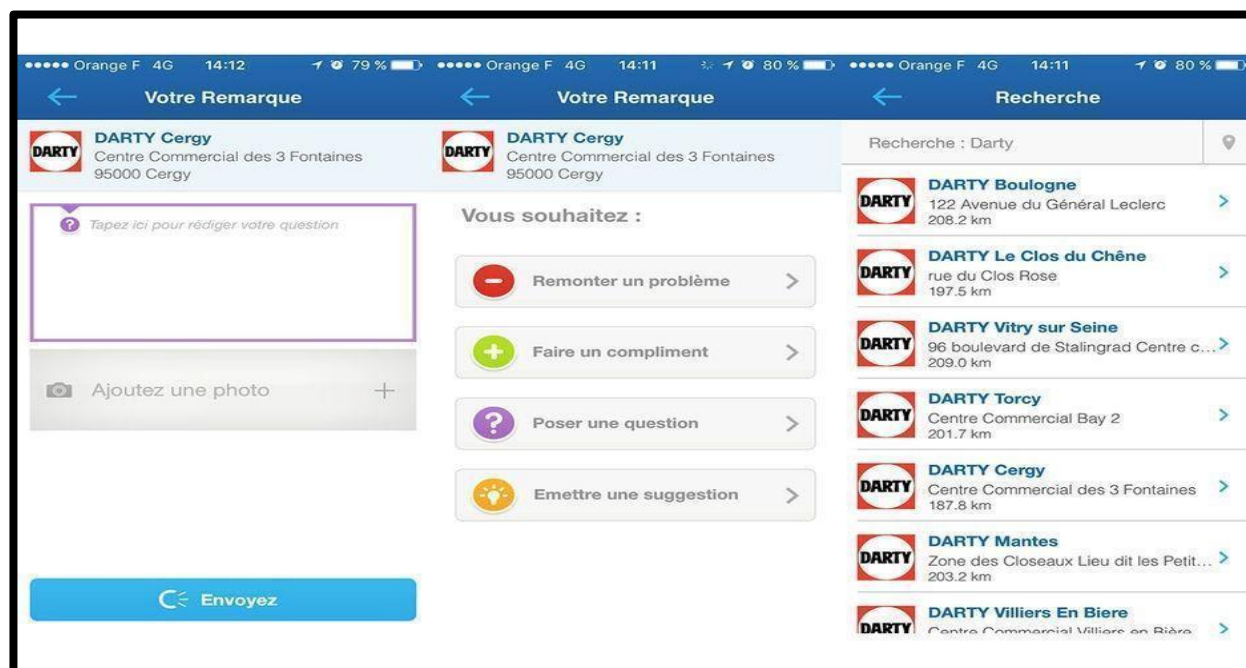 Orange F 4G 14:12 79 %
Votre Remarque
DARTY
DARTY Cergy
Centre Commercial des 3 Fontaines
95000 Cergy
Tapez ici pour rédiger votre question
Ajoutez une photo
Envoyez
Orange F 4G 14:11 80 %
Votre Remarque
DARTY
DARTY Cergy
Centre Commercial des 3 Fontaines
95000 Cergy
Vous souhaitez :
Remonter un problème
Faire un compliment
Poser une question
Emettre une suggestion
Orange F 4G 14:11 80 %
Recherche
Recherche : Darty
DARTY
DARTY Boulogne
122 Avenue du Général Leclerc
208.2 km
DARTY
DARTY Le Clos du Chêne
rue du Clos Rose
197.5 km
DARTY
DARTY Vitry sur Seine
96 boulevard de Stalingrad Centre c...
209.0 km
DARTY
DARTY Torcy
Centre Commercial Bay 2
201.7 km
DARTY
DARTY Cergy
Centre Commercial des 3 Fontaines
187.8 km
DARTY
DARTY Mantes
Zone des Closeaux Lieu dit les Petit...
203.2 km
DARTY
DARTY Villiers En Biere
Centre Commercial Villiers en Bière